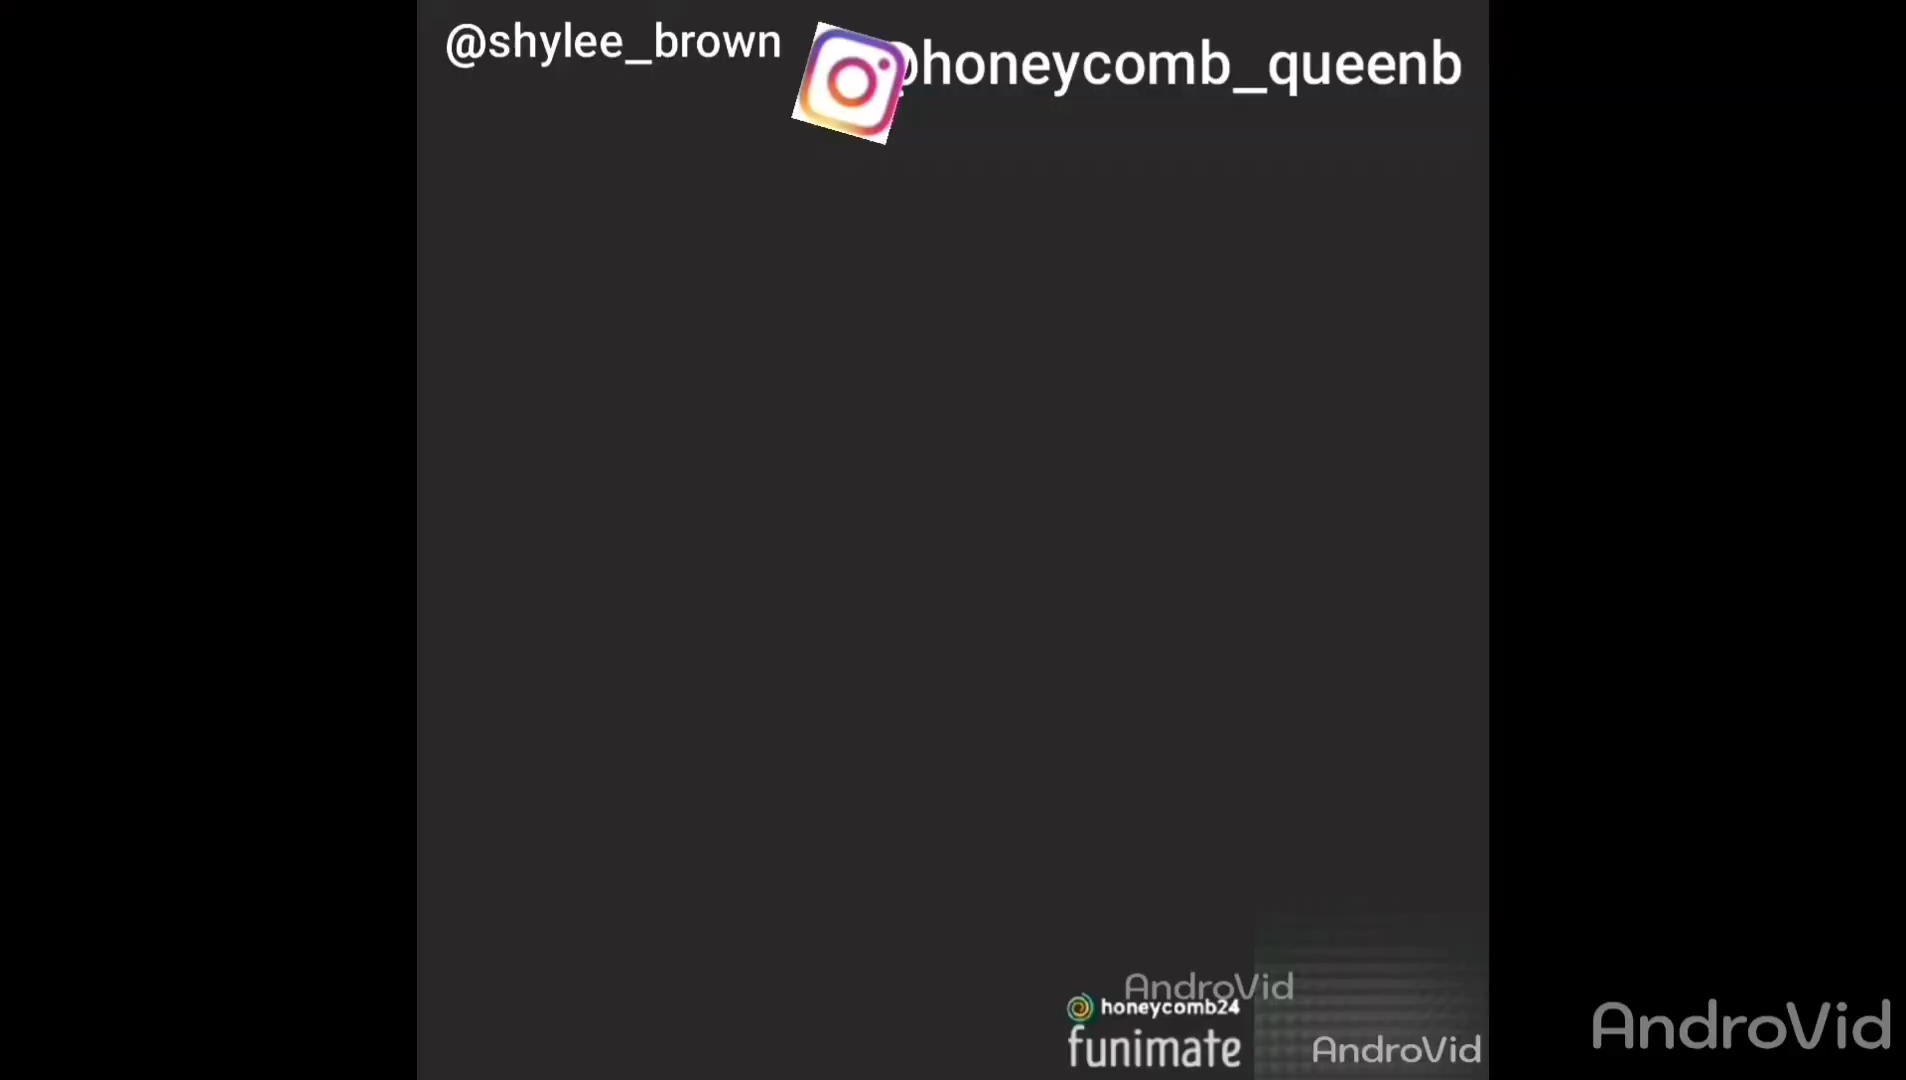 @shylee_brown
@honeycomb_queenb
AndroVid
honeycomb24
funimate
AndroVid
AndroVid